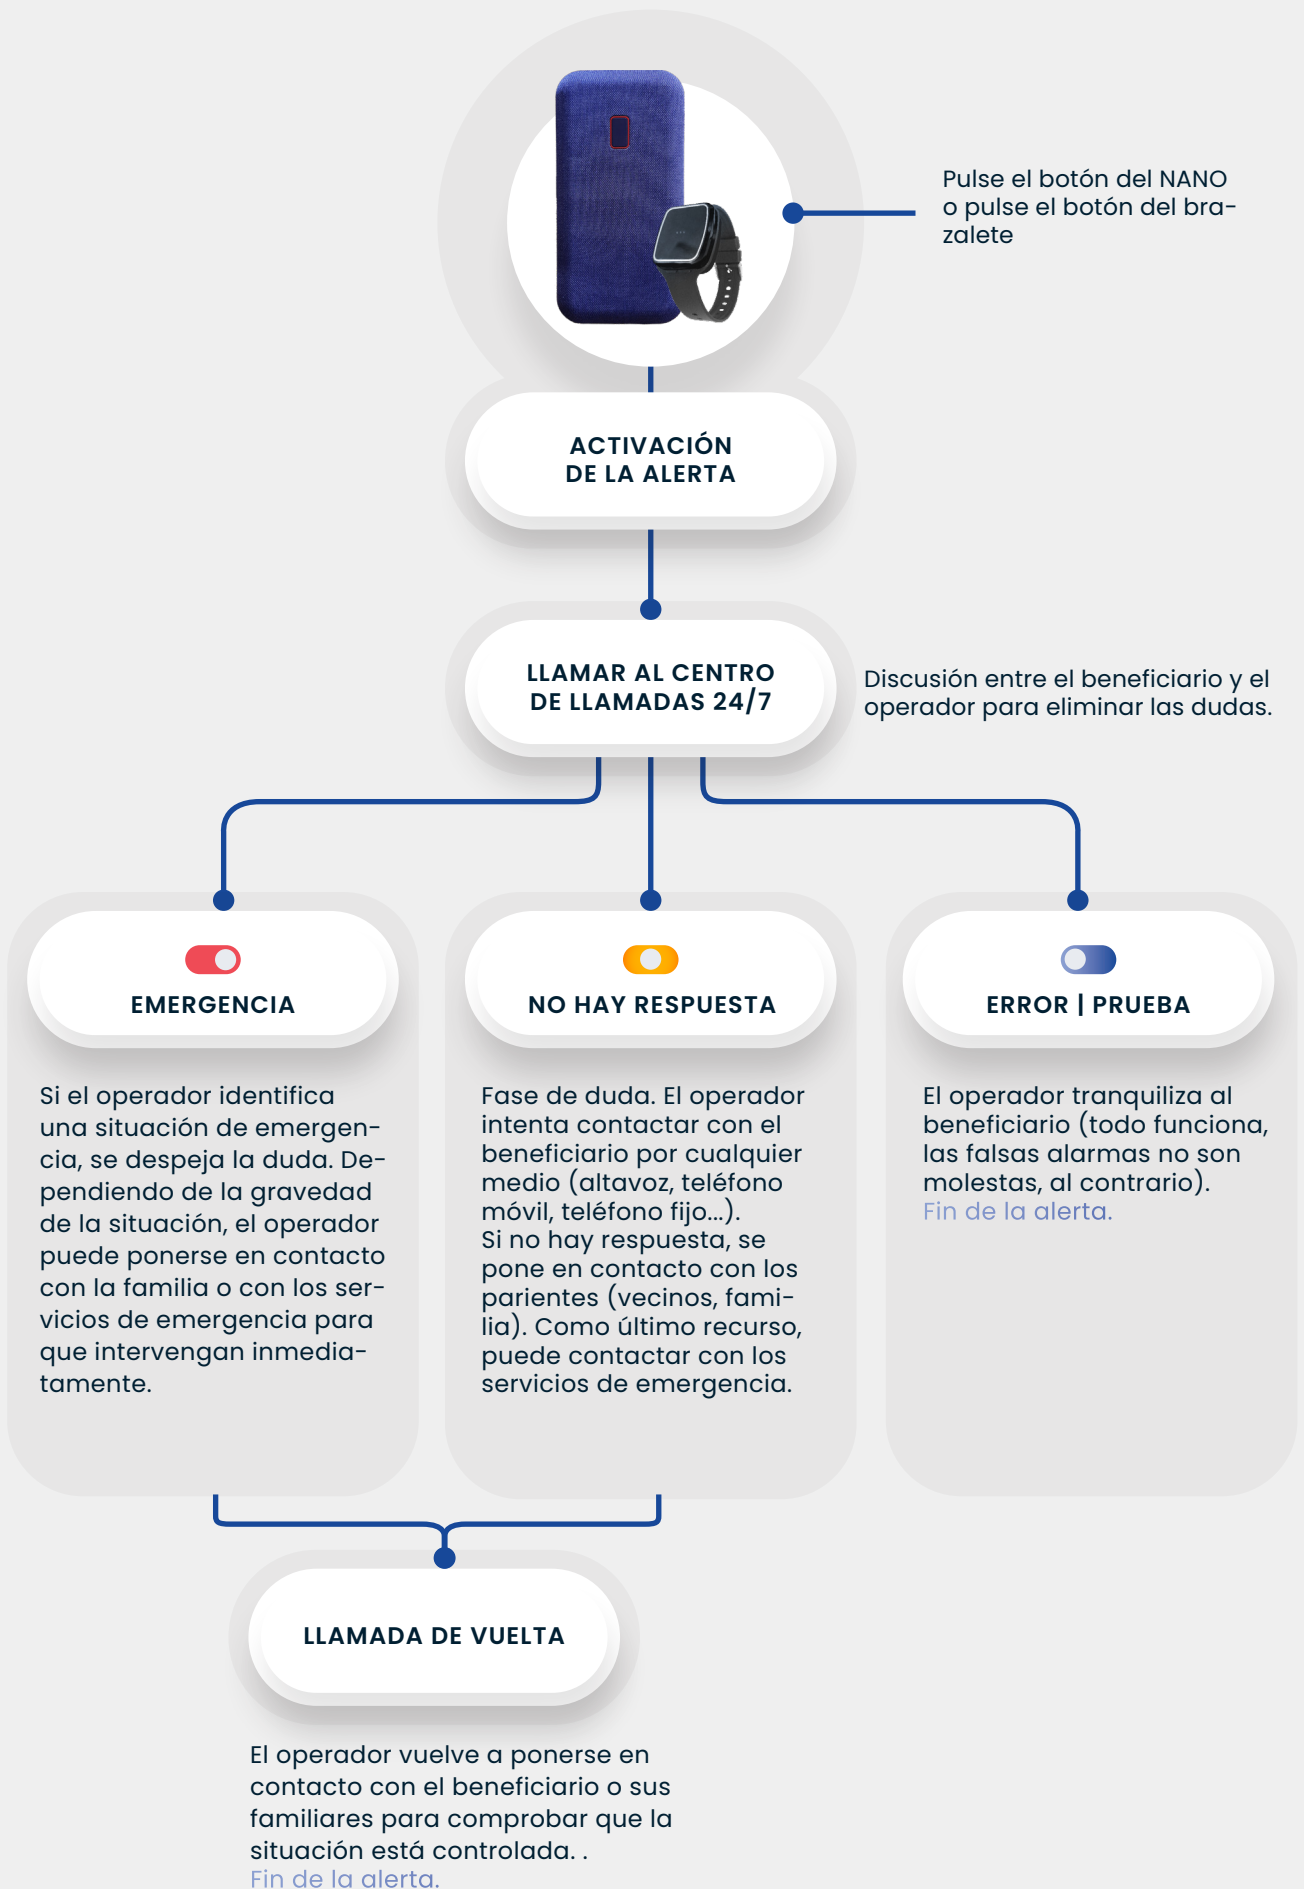 Pulse el botón del NANO
o pulse el botón del bra-
zalete
ACTIVACIÓN
DE LA ALERTA
LLAMAR AL CENTRO
DE LLAMADAS 24/7
Discusión entre el beneficiario y el
operador para eliminar las dudas.
EMERGENCIA
Si el operador identifica
una situación de emergen-
cia, se despeja la duda. De-
pendiendo de la gravedad
de la situación, el operador
puede ponerse en contacto
con la familia o con los ser-
vicios de emergencia para
que intervengan inmedia-
tamente.
NO HAY RESPUESTA
Fase de duda. El operador
intenta contactar con el
beneficiario por cualquier
medio (altavoz, teléfono
móvil, teléfono fijo...).
Si no hay respuesta, se
pone en contacto con los
parientes (vecinos, fami-
lia). Como último recurso,
puede contactar con los
servicios de emergencia.
ERROR | PRUEBA
El operador tranquiliza al
beneficiario (todo funciona,
las falsas alarmas no son
molestas, al contrario).
Fin de la alerta.
LLAMADA DE VUELTA
El operador vuelve a ponerse en
contacto con el beneficiario o sus
familiares para comprobar que la
situación está controlada. .
Fin de la alerta.